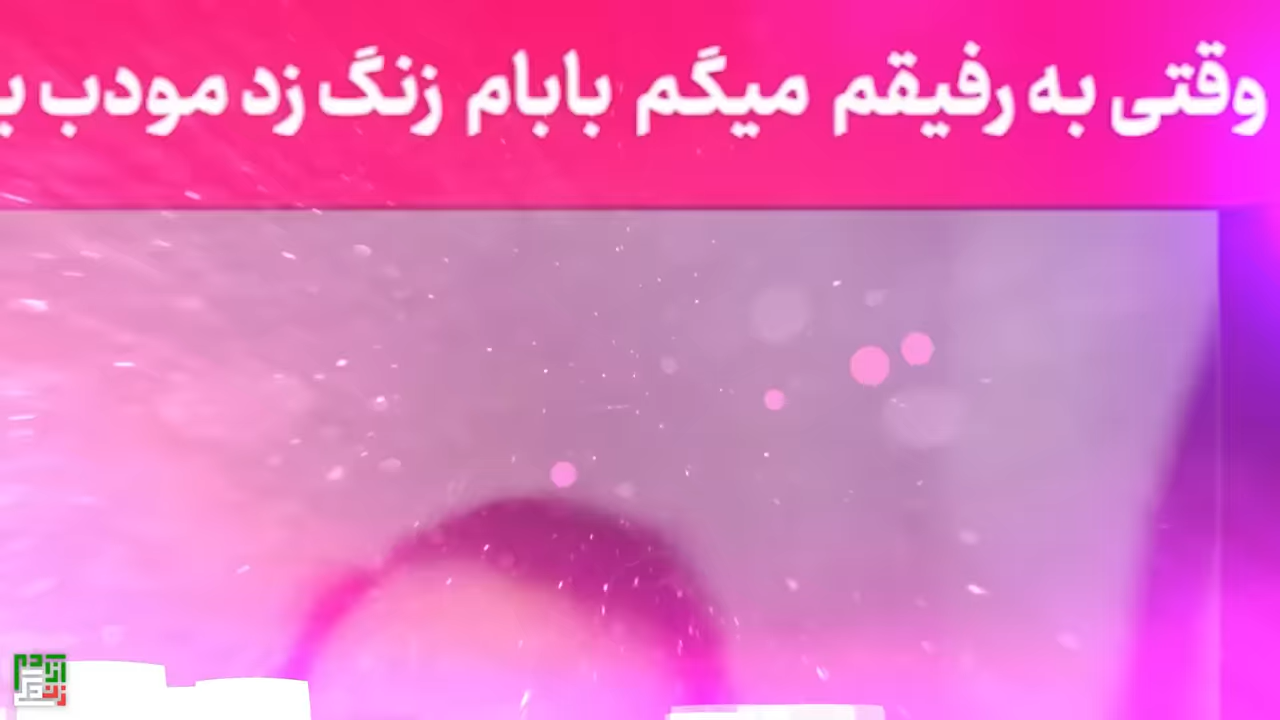 وقتی به رفیقم میگم بابام زنگ زد مودب